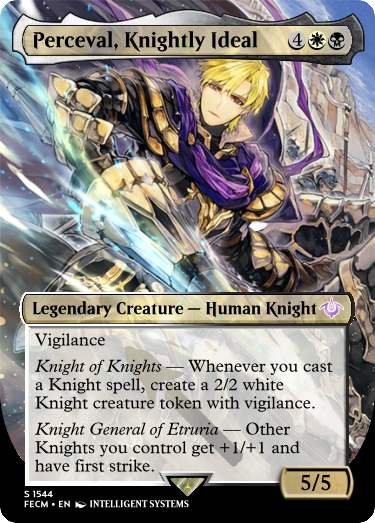 Perceval, Knightly Ideal 4
Legendary Creature — Human Knight
Vigilance
Knight of Knights — Whenever you cast
a Knight spell, create a 2/2 white
Knight creature token with vigilance.
Knight General of Etruria — Other
Knights you control get +1/+1 and
have first strike.
5/5
S 1544
FECM • EN INTELLIGENT SYSTEMS